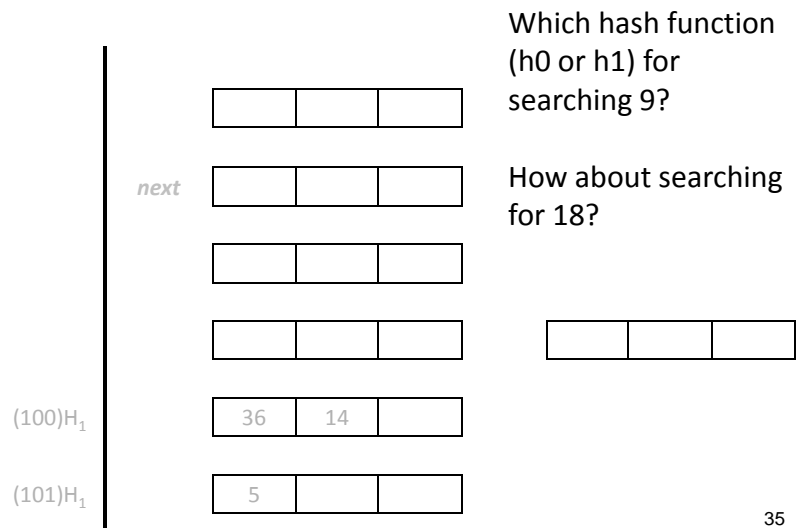 Which hash function
(h0 or h1) for
searching 9?
next
How about searching
for 18?
(100)H₁ 36 14
(101)H₁ 5
35